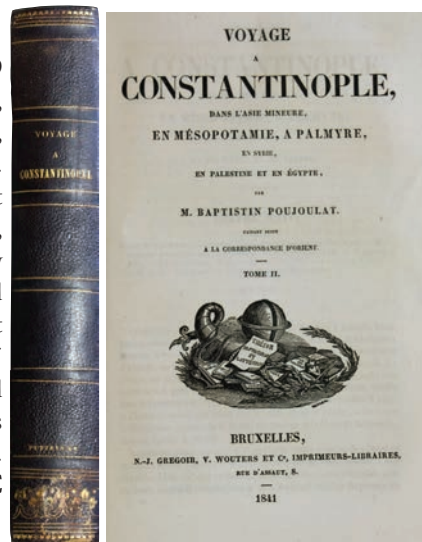 VOYAGE
A
CONSTANTINOPLE
VOYAGE
A
CONSTANTINOPLE,
DANS L'ASIE MINEURE,
EN MÉSOPOTAMIE, A PALMYRE,
EN SYRIE,
EN PALESTINE ET EN ÉGYPTE,
PAR
M. BAPTISTIN POUJOULAT.
FAISANT SUITE
A LA CORRESPONDANCE D'ORIENT.
TOME II.
BRUXELLES,
N.-J. GREGOIR, V. WOUTERS ET Cᵉ, IMPRIMEURS-LIBRAIRES,
RUE D'ASSAUT, 8.
1841